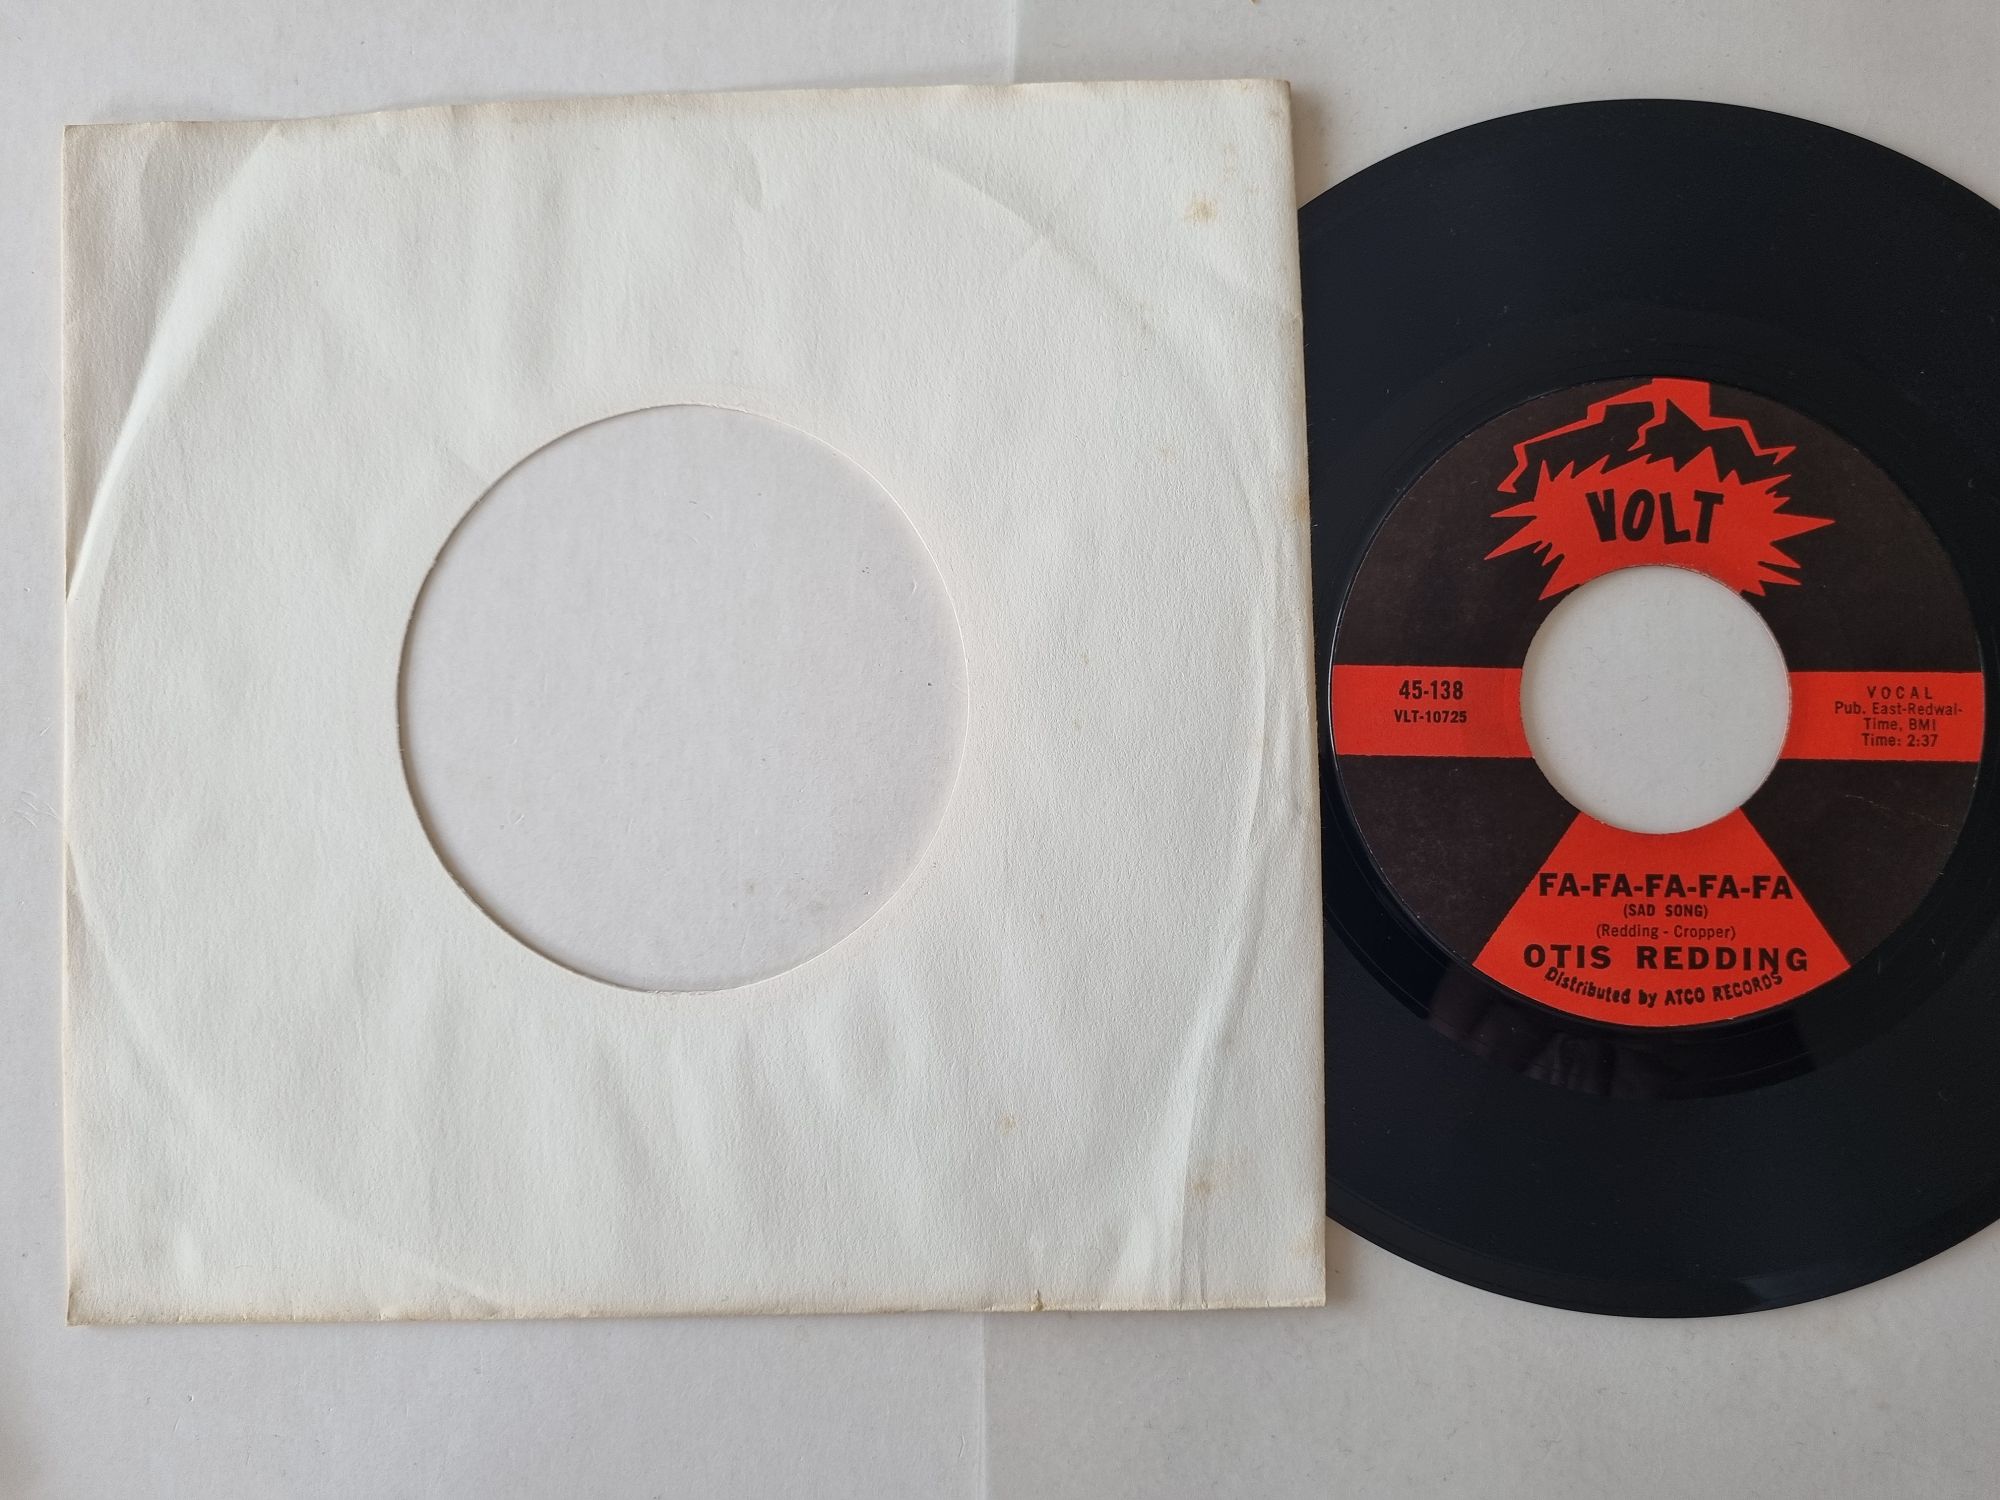 VOLT
45-138
VLT-10725
VOCAL
Pub. East-Redwal-
Time, BMI
Time: 2:37
FA-FA-FA-FA-FA
(SAD SONG)
(Redding - Cropper)
OTIS REDDING
Distributed by ATCO RECORDS